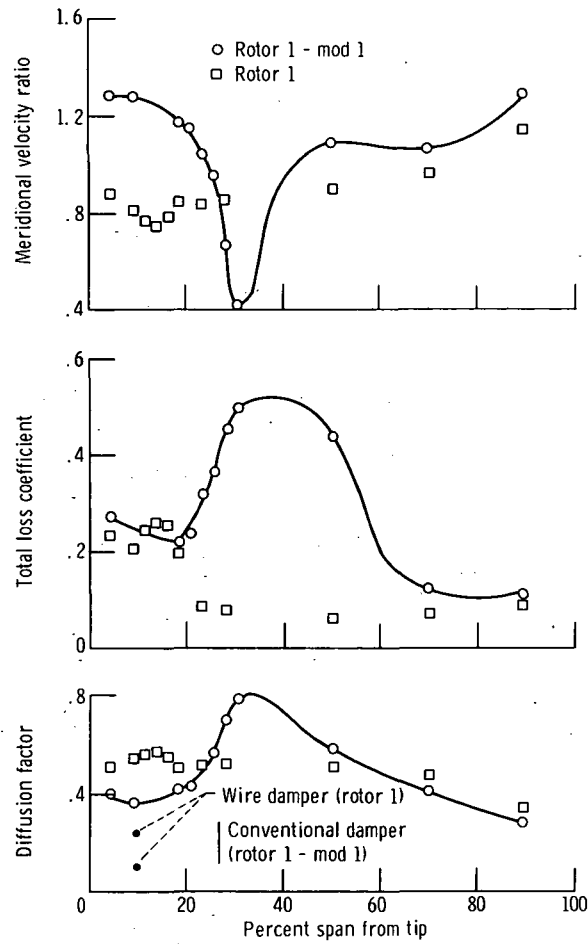 1.6
1.2
.8
.4
Meridional velocity ratio
Rotor 1 - mod 1
Rotor 1
.6
.4
.2
0
Total loss coefficient
.8
.4
Diffusion factor
Wire damper (rotor 1)
Conventional damper
(rotor 1 - mod 1)
0 20 40 60 80 100
Percent span from tip